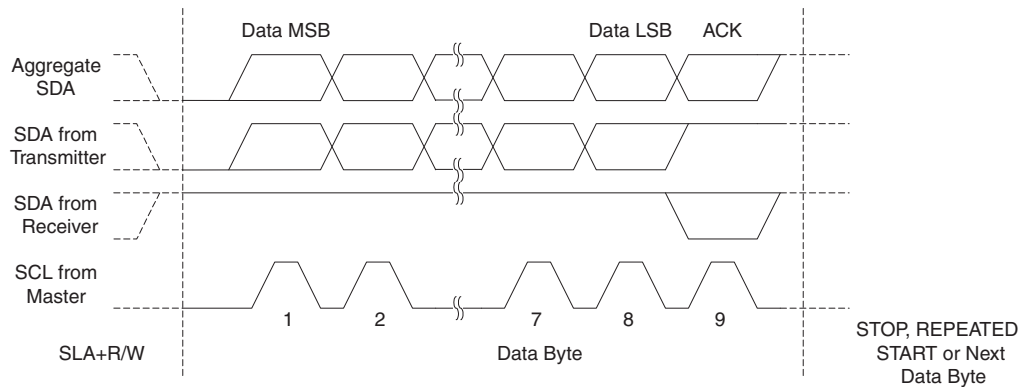 Data MSB
Data LSB
ACK
Aggregate
SDA
SDA from
Transmitter
SDA from
Receiver
SCL from
Master
1
2
7
8
9
SLA+R/W
Data Byte
STOP, REPEATED
START or Next
Data Byte